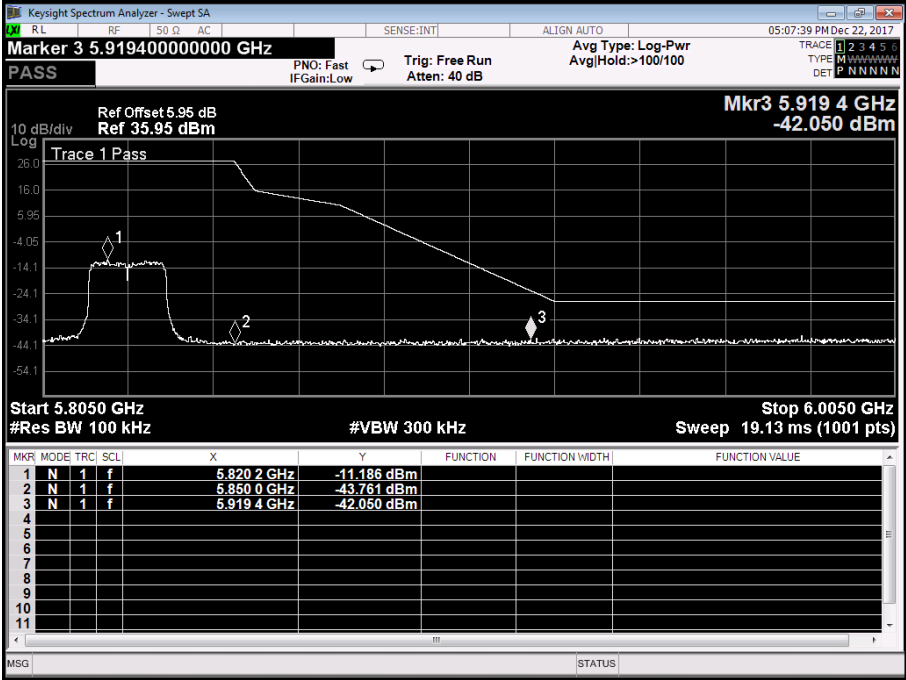 Keysight Spectrum Analyzer - Swept SA
LXI RL RF 50 Ω AC SENSE:INT ALIGN AUTO 05:07:39 PM Dec 22, 2017
Marker 3 5.919400000000 GHz
PASS
PNO: Fast
IFGain:Low
Trig: Free Run
Atten: 40 dB
Avg Type: Log-Pwr
Avg|Hold:>100/100
TRACE 1 2 3 4 5 6
TYPE M WWWWW
DET P N N N N N
Mkr3 5.919 4 GHz
-42.050 dBm
Ref Offset 5.95 dB
10 dB/div Ref 35.95 dBm
Log
Trace 1 Pass
26.0
16.0
5.95
-4.05
1
-14.1
-24.1
-34.1
2
3
-44.1
-54.1
Start 5.8050 GHz Stop 6.0050 GHz
#Res BW 100 kHz #VBW 300 kHz Sweep 19.13 ms (1001 pts)
MKR MODE TRC SCL X Y FUNCTION FUNCTION WIDTH FUNCTION VALUE
1 N 1 f 5.820 2 GHz -11.186 dBm
2 N 1 f 5.850 0 GHz -43.761 dBm
3 N 1 f 5.919 4 GHz -42.050 dBm
4
5
6
7
8
9
10
11
MSG STATUS